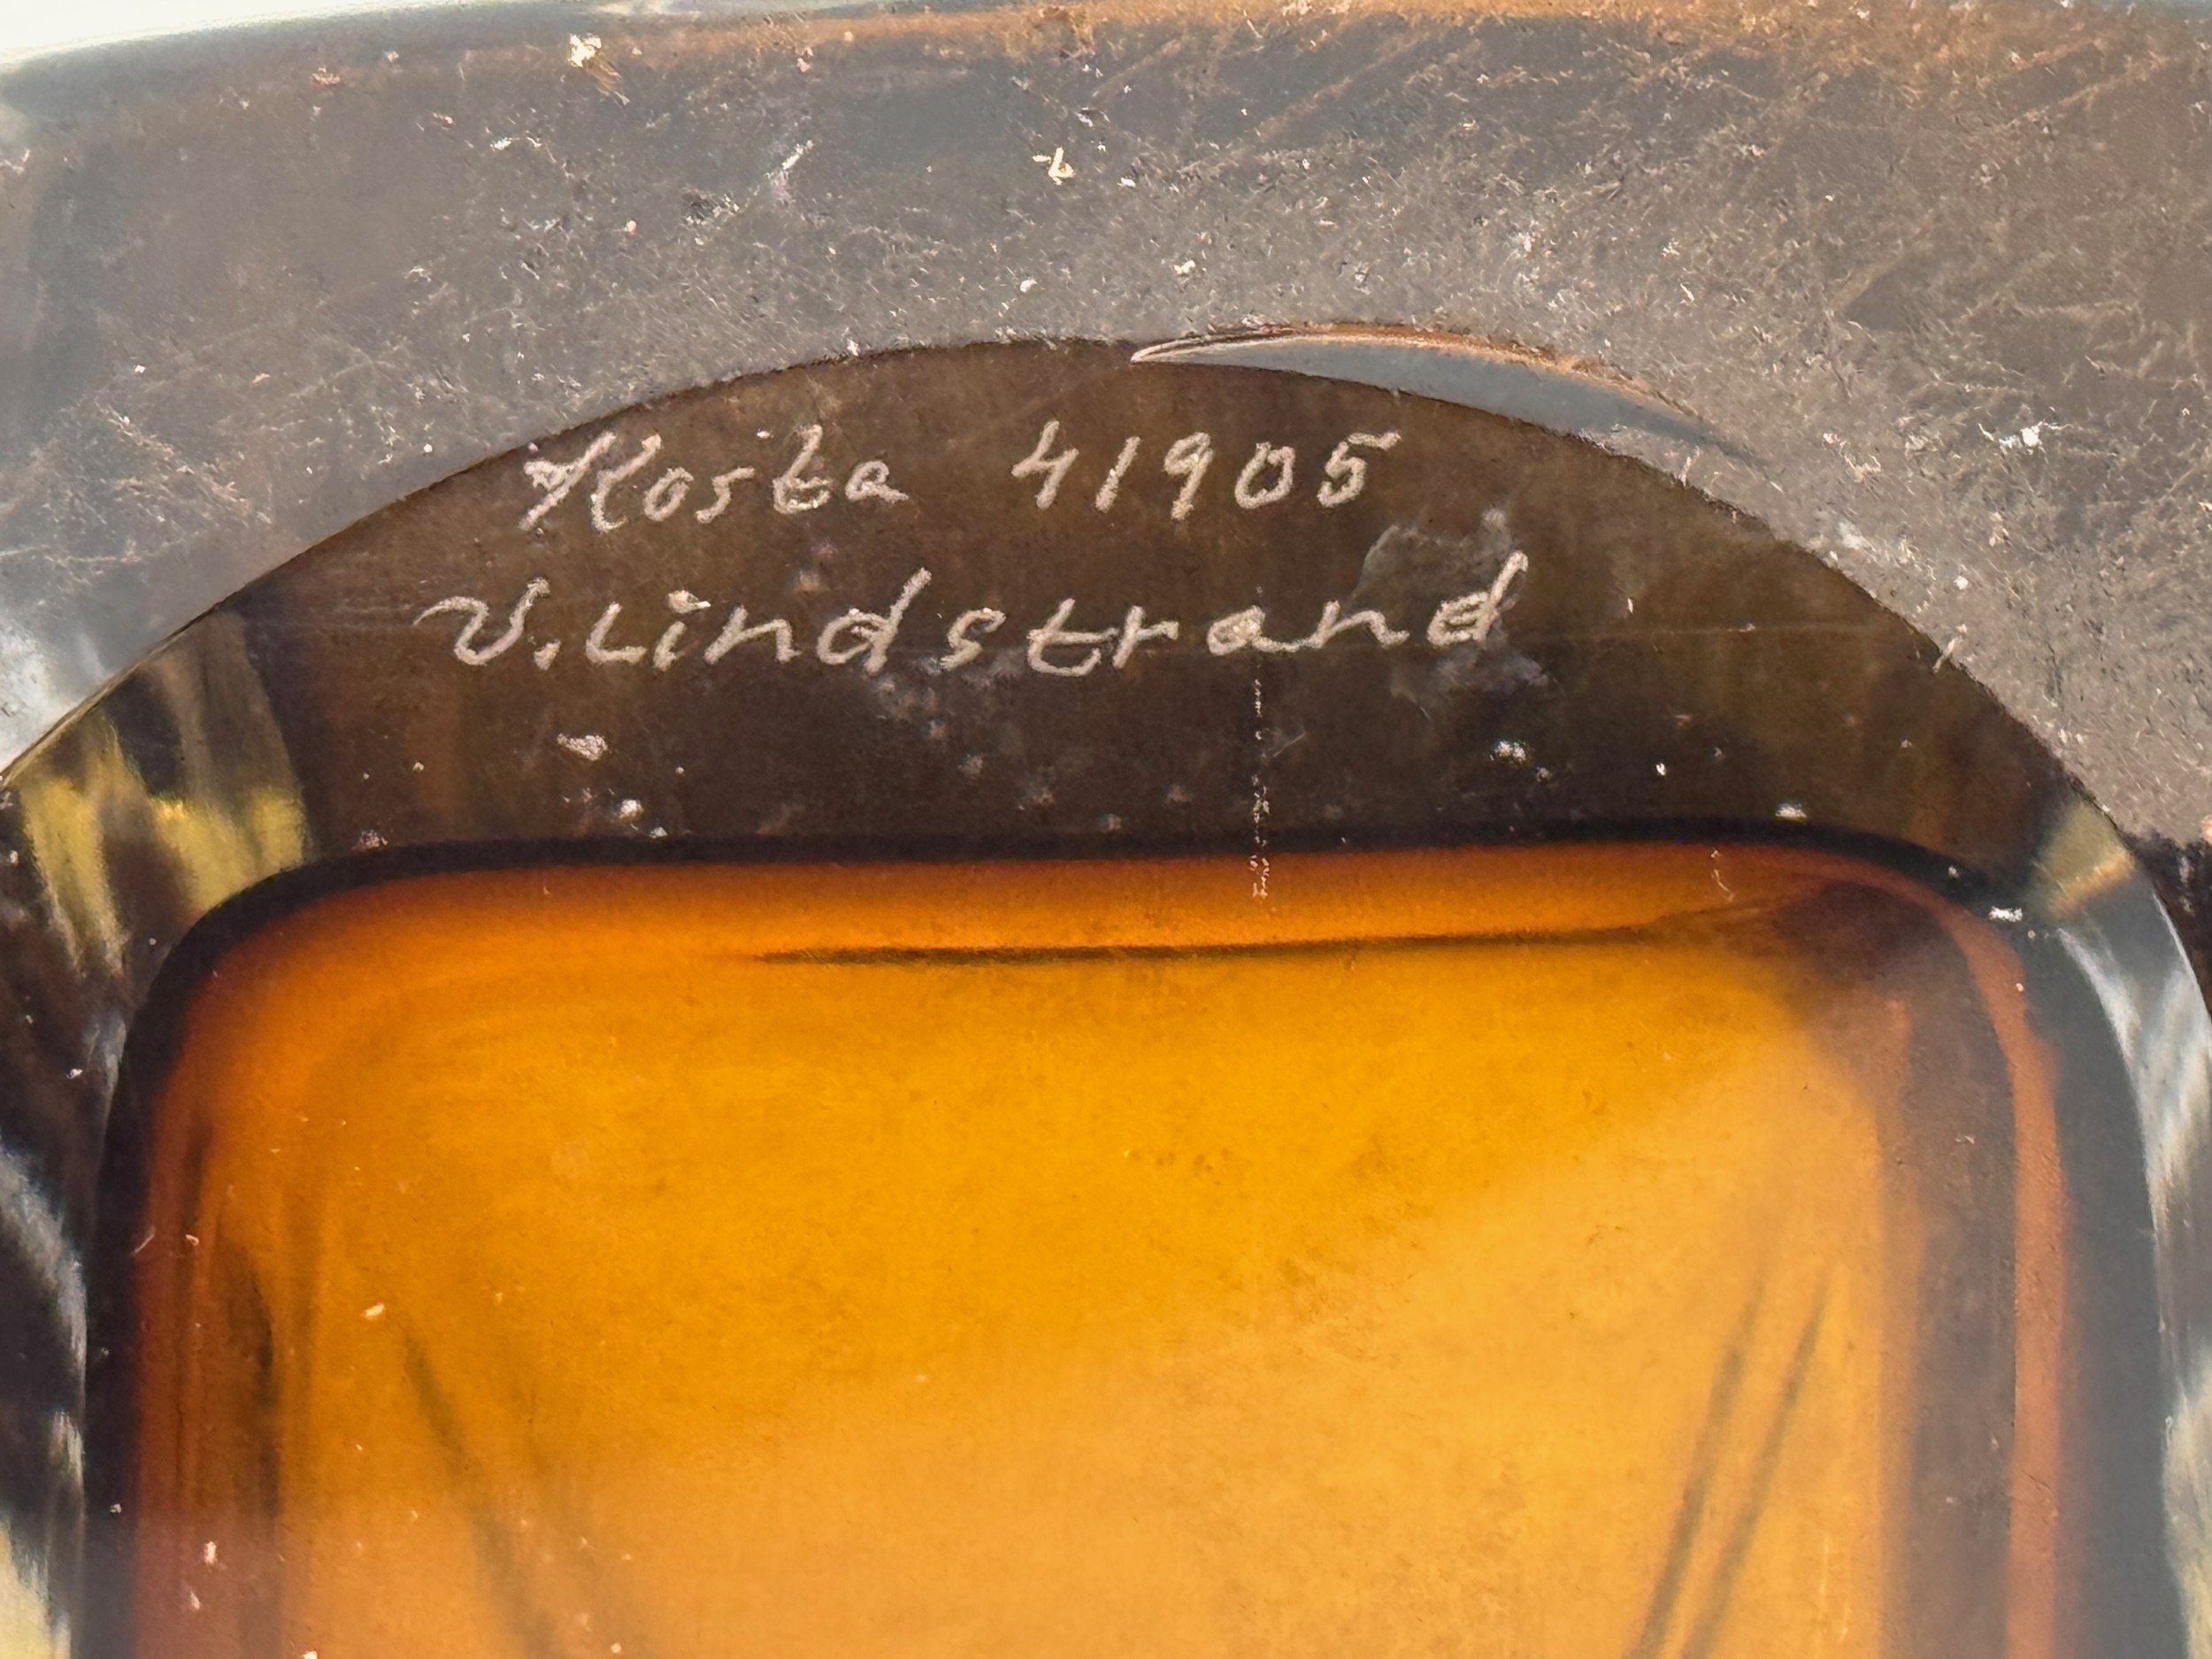 Kosta 41905
V. Lindstrand